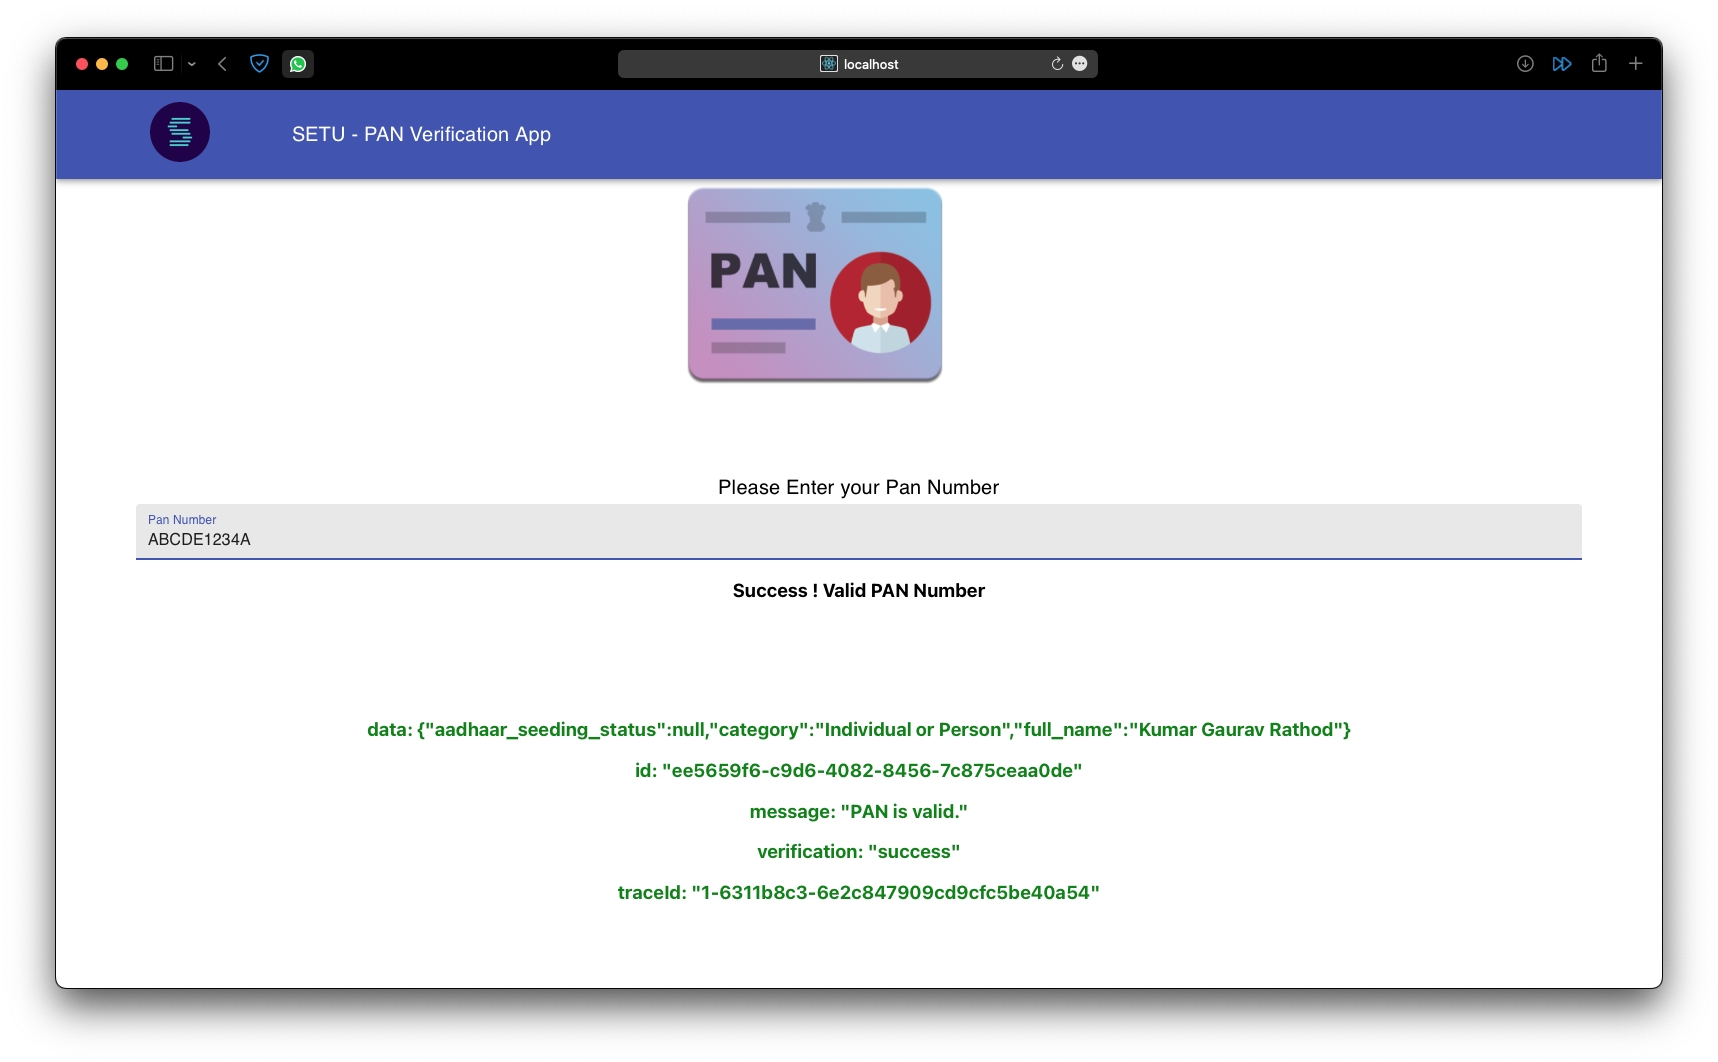 localhost
SETU - PAN Verification App
PAN
Please Enter your Pan Number
Pan Number
ABCDE1234A
Success ! Valid PAN Number
data: {"aadhaar_seeding_status":null,"category":"Individual or Person","full_name":"Kumar Gaurav Rathod"}
id: "ee5659f6-c9d6-4082-8456-7c875ceaa0de"
message: "PAN is valid."
verification: "success"
traceId: "1-6311b8c3-6e2c847909cd9cfc5be40a54"